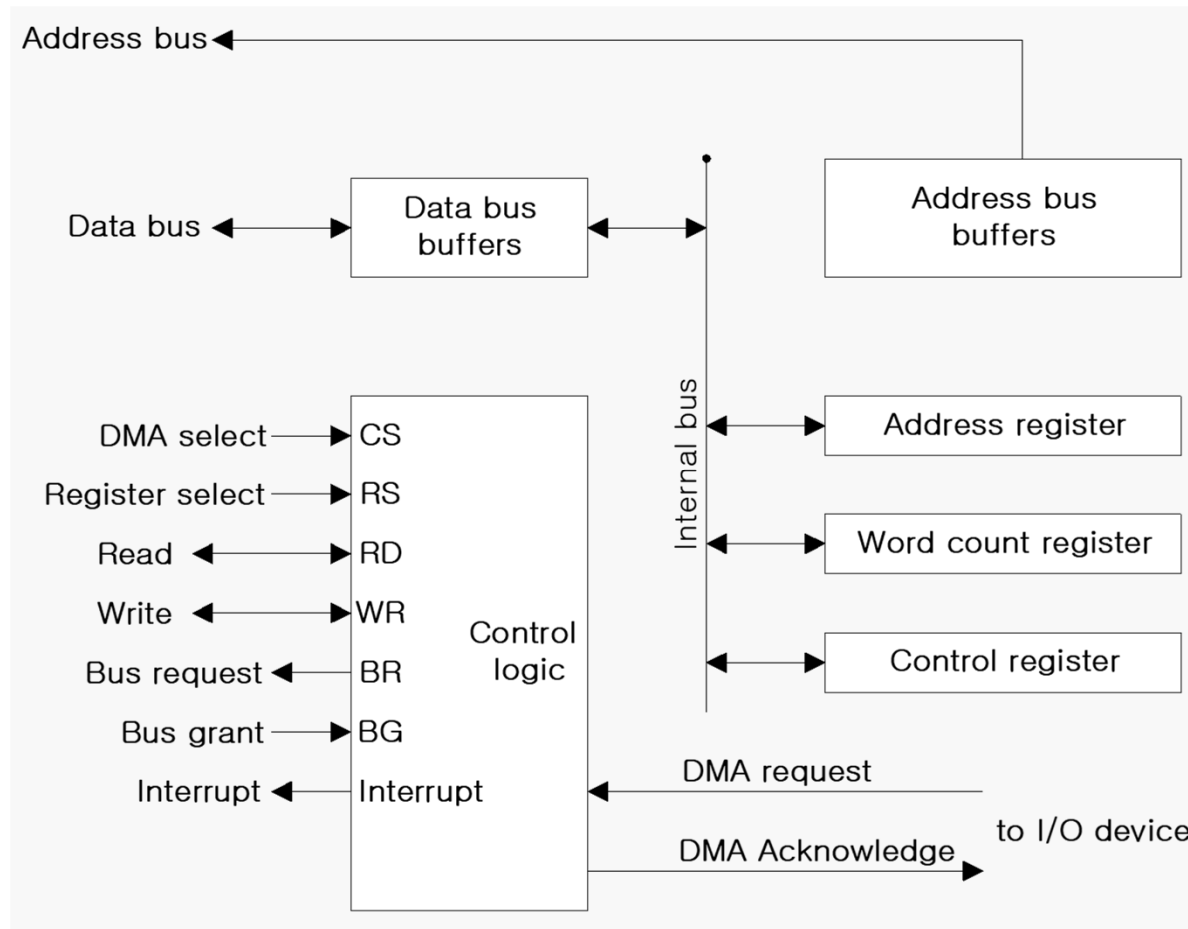 Address bus
Address bus
buffers
Data bus
Data bus
buffers
Internal bus
Address register
Word count register
Control register
DMA select
CS
Register select
RS
Read
RD
Write
WR
Bus request
BR
Bus grant
BG
Interrupt
Interrupt
Control
logic
DMA request
DMA Acknowledge
to I/O device